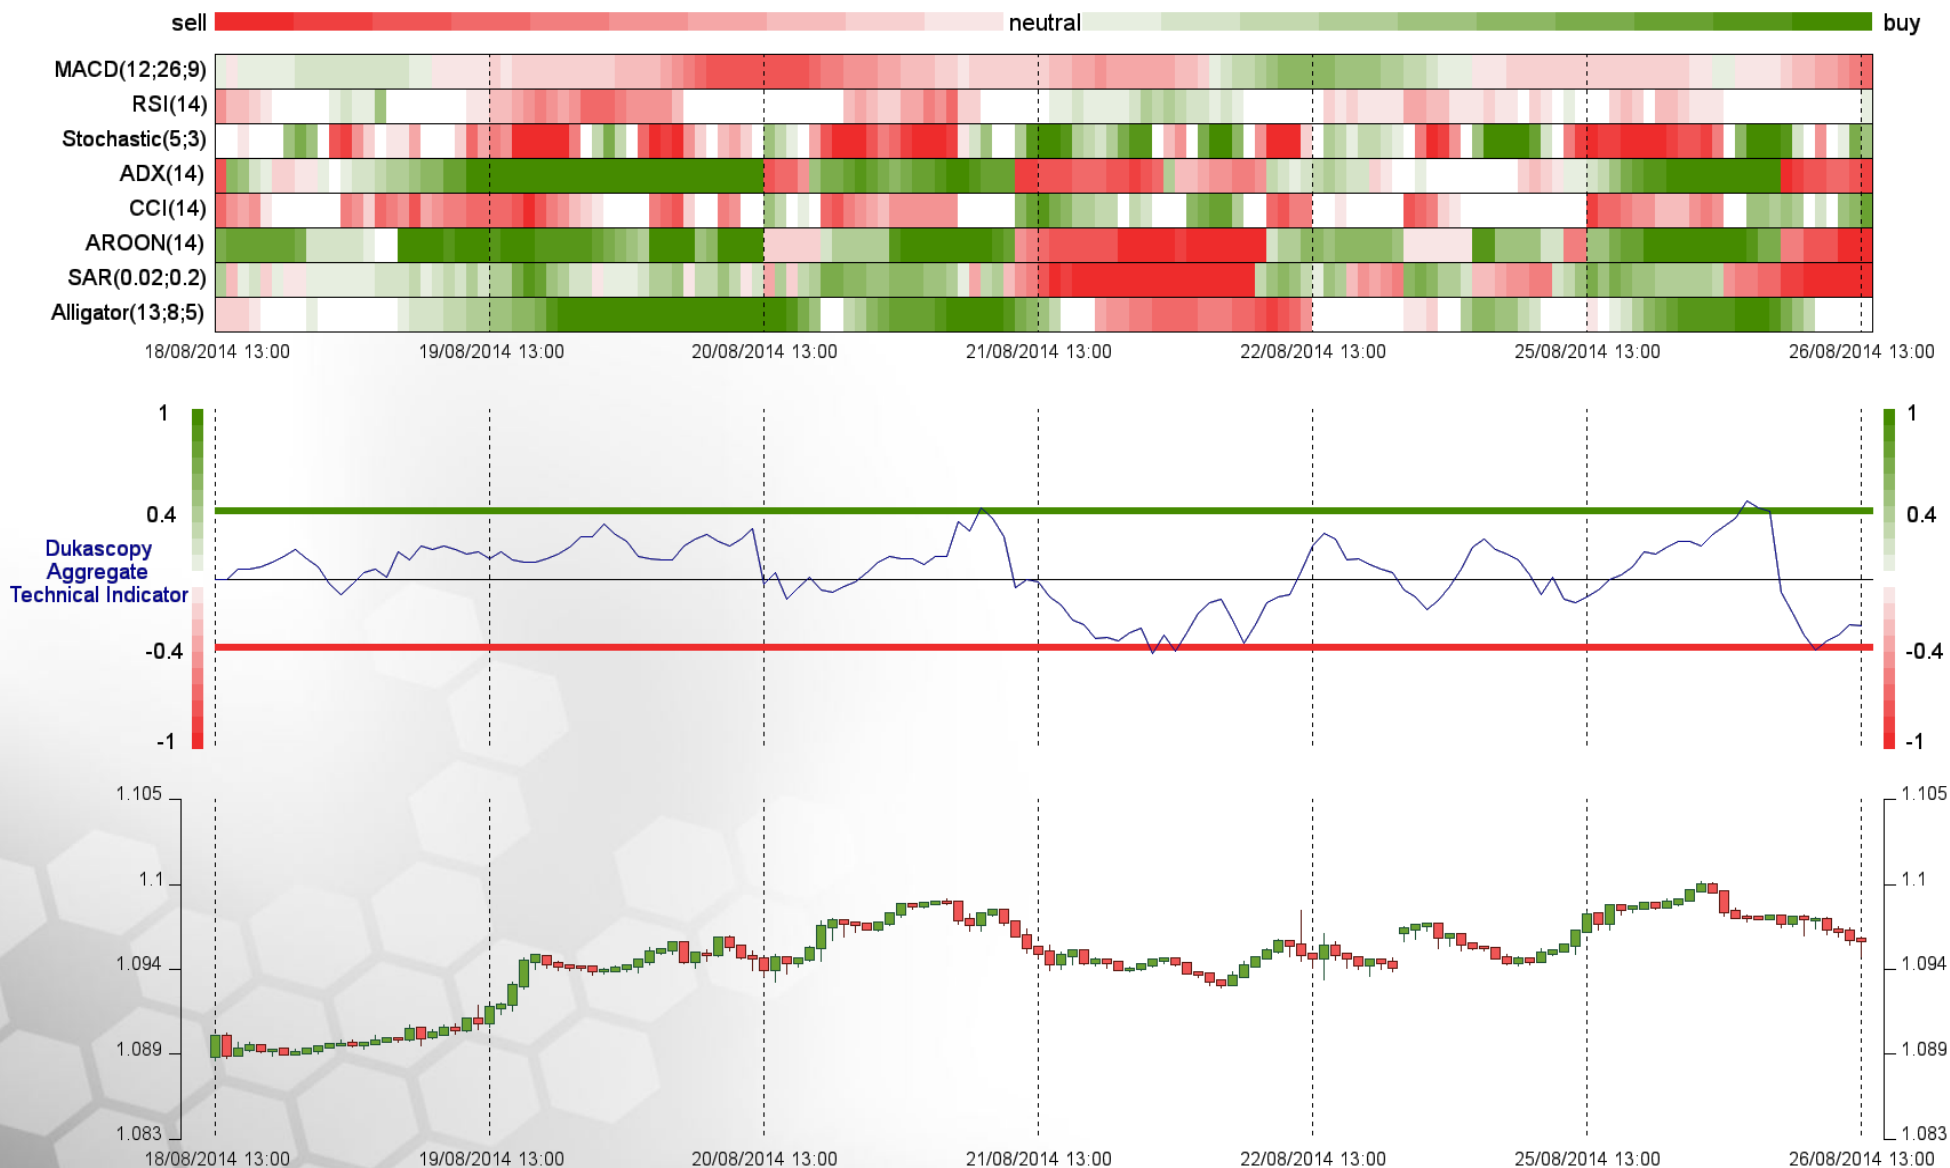 sell neutral buy
MACD(12;26;9)
RSI(14)
Stochastic(5;3)
ADX(14)
CCI(14)
AROON(14)
SAR(0.02;0.2)
Alligator(13;8;5)
18/08/2014 13:00 19/08/2014 13:00 20/08/2014 13:00 21/08/2014 13:00 22/08/2014 13:00 25/08/2014 13:00 26/08/2014 13:00
1 1
0.4 0.4
Dukascopy
Aggregate
Technical Indicator
-0.4 -0.4
-1 -1
1.105 1.105
1.1 1.1
1.094 1.094
1.089 1.089
1.083 1.083
18/08/2014 13:00 19/08/2014 13:00 20/08/2014 13:00 21/08/2014 13:00 22/08/2014 13:00 25/08/2014 13:00 26/08/2014 13:00